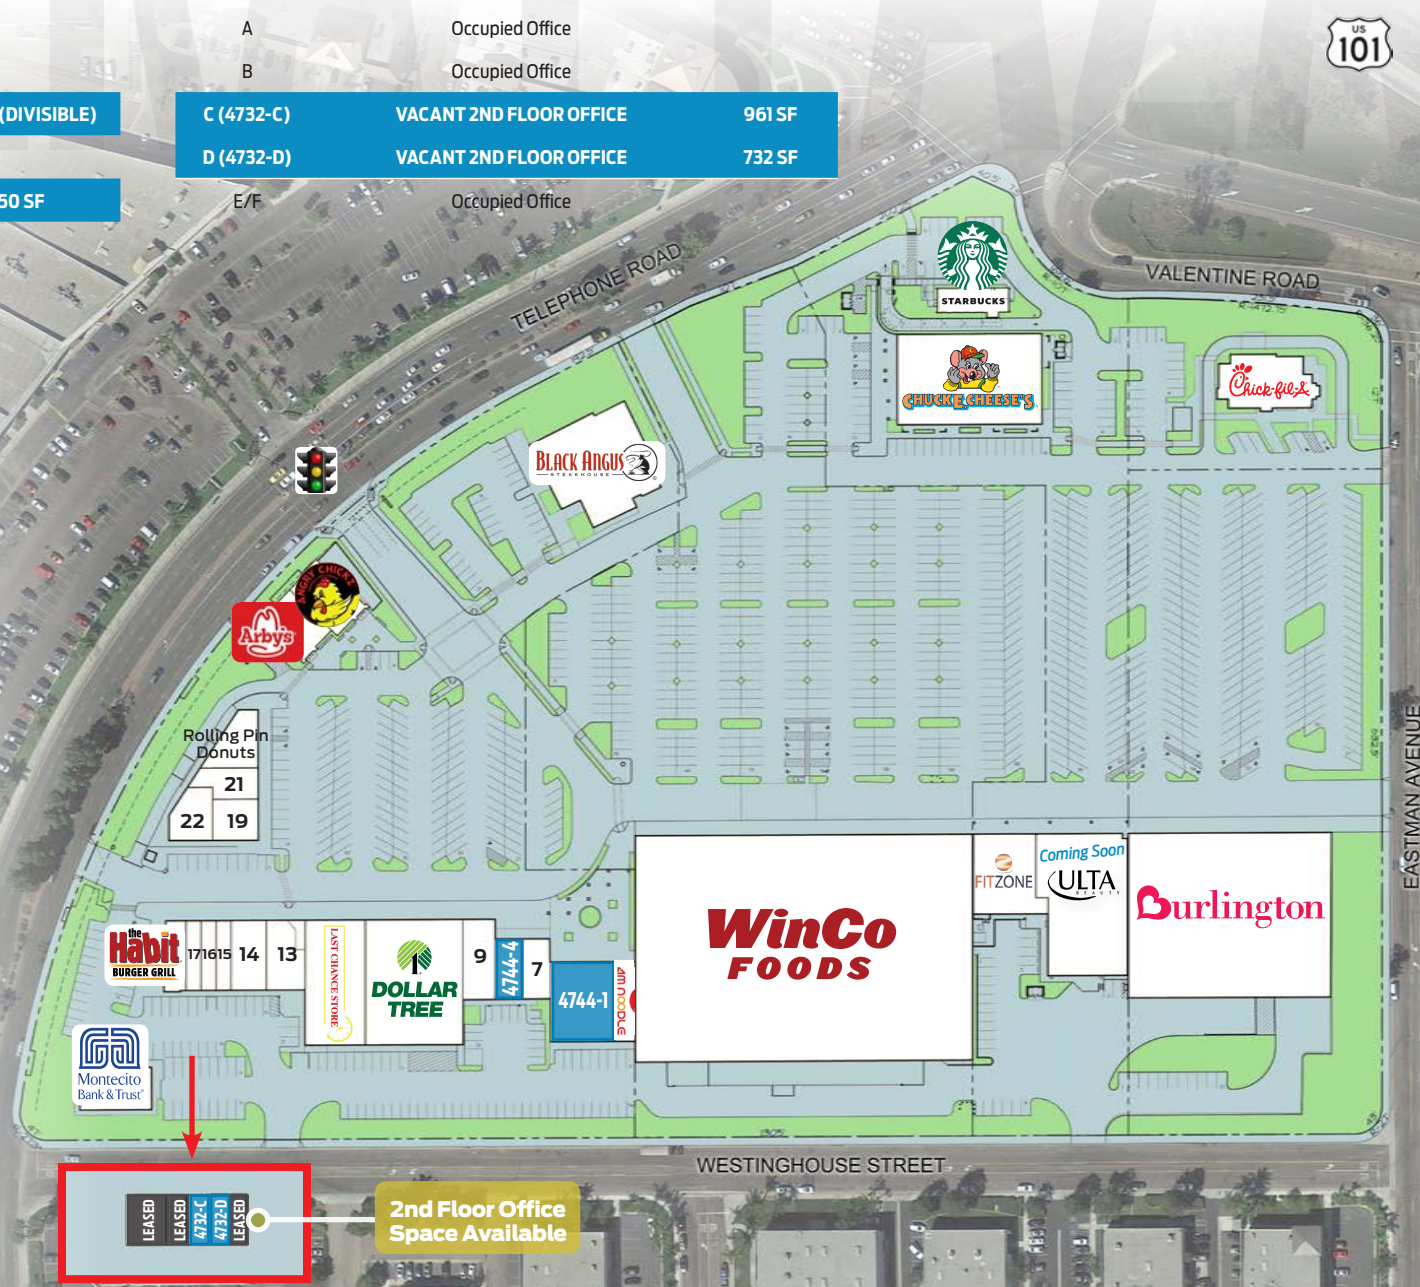 A Occupied Office
US
101
B Occupied Office
(DIVISIBLE) C (4732-C) VACANT 2ND FLOOR OFFICE 961 SF
D (4732-D) VACANT 2ND FLOOR OFFICE 732 SF
50 SF E/F Occupied Office
TELEPHONE ROAD
VALENTINE ROAD
STARBUCKS
CHUCK E. CHEESE'S
Chick-fil-A
BLACK ANGUS
STEAKHOUSE
ANGRY CHICKZ
Arby's
Rolling Pin
Donuts
21
22 19
EASTMAN AVENUE
the
Habit
BURGER GRILL
17 16 15 14 13
LAST CHANCE STORE
DOLLAR
TREE
9
4744-4
7
4744-1
AMI NOODLE
WinCo
FOODS
FITZONE
Coming Soon
ULTA
BEAUTY
Burlington
Montecito
Bank & Trust
WESTINGHOUSE STREET
LEASED
LEASED
4732-C
4732-D
LEASED
2nd Floor Office
Space Available